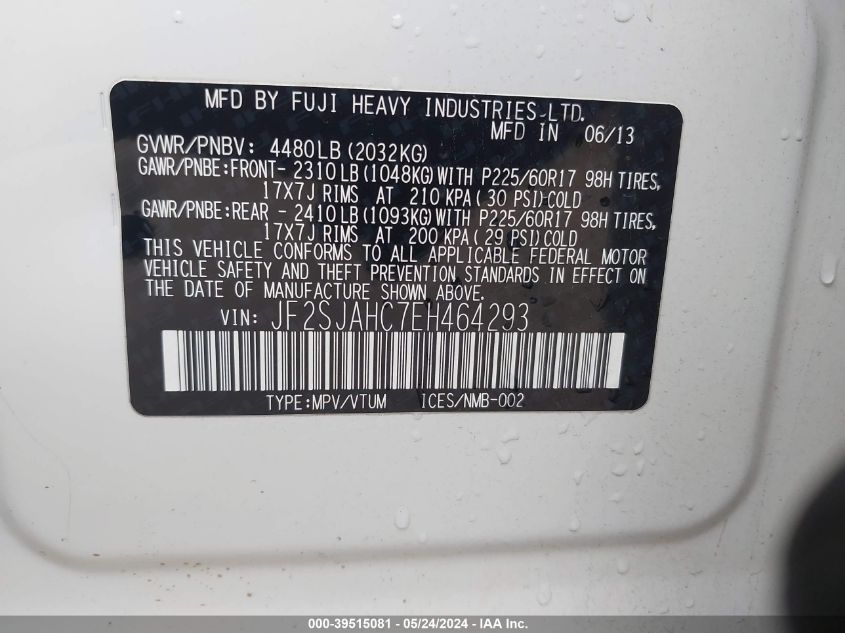 MFD BY FUJI HEAVY INDUSTRIES LTD.
MFD IN 06/13
GVWR/PNBV: 4480LB (2032KG)
GAWR/PNBE:FRONT- 2310LB (1048KG) WITH P225/60R17 98H TIRES,
17X7J RIMS AT 210 KPA ( 30 PSI) COLD
GAWR/PNBE:REAR - 2410LB (1093KG) WITH P225/60R17 98H TIRES,
17X7J RIMS AT 200 KPA ( 29 PSI) COLD
THIS VEHICLE CONFORMS TO ALL APPLICABLE FEDERAL MOTOR
VEHICLE SAFETY AND THEFT PREVENTION STANDARDS IN EFFECT ON
THE DATE OF MANUFACTURE SHOWN ABOVE.
VIN: JF2SJAHC7EH464293
TYPE:MPV/VTUM ICES/NMB-002
000-39515081 - 05/24/2024 - IAA Inc.